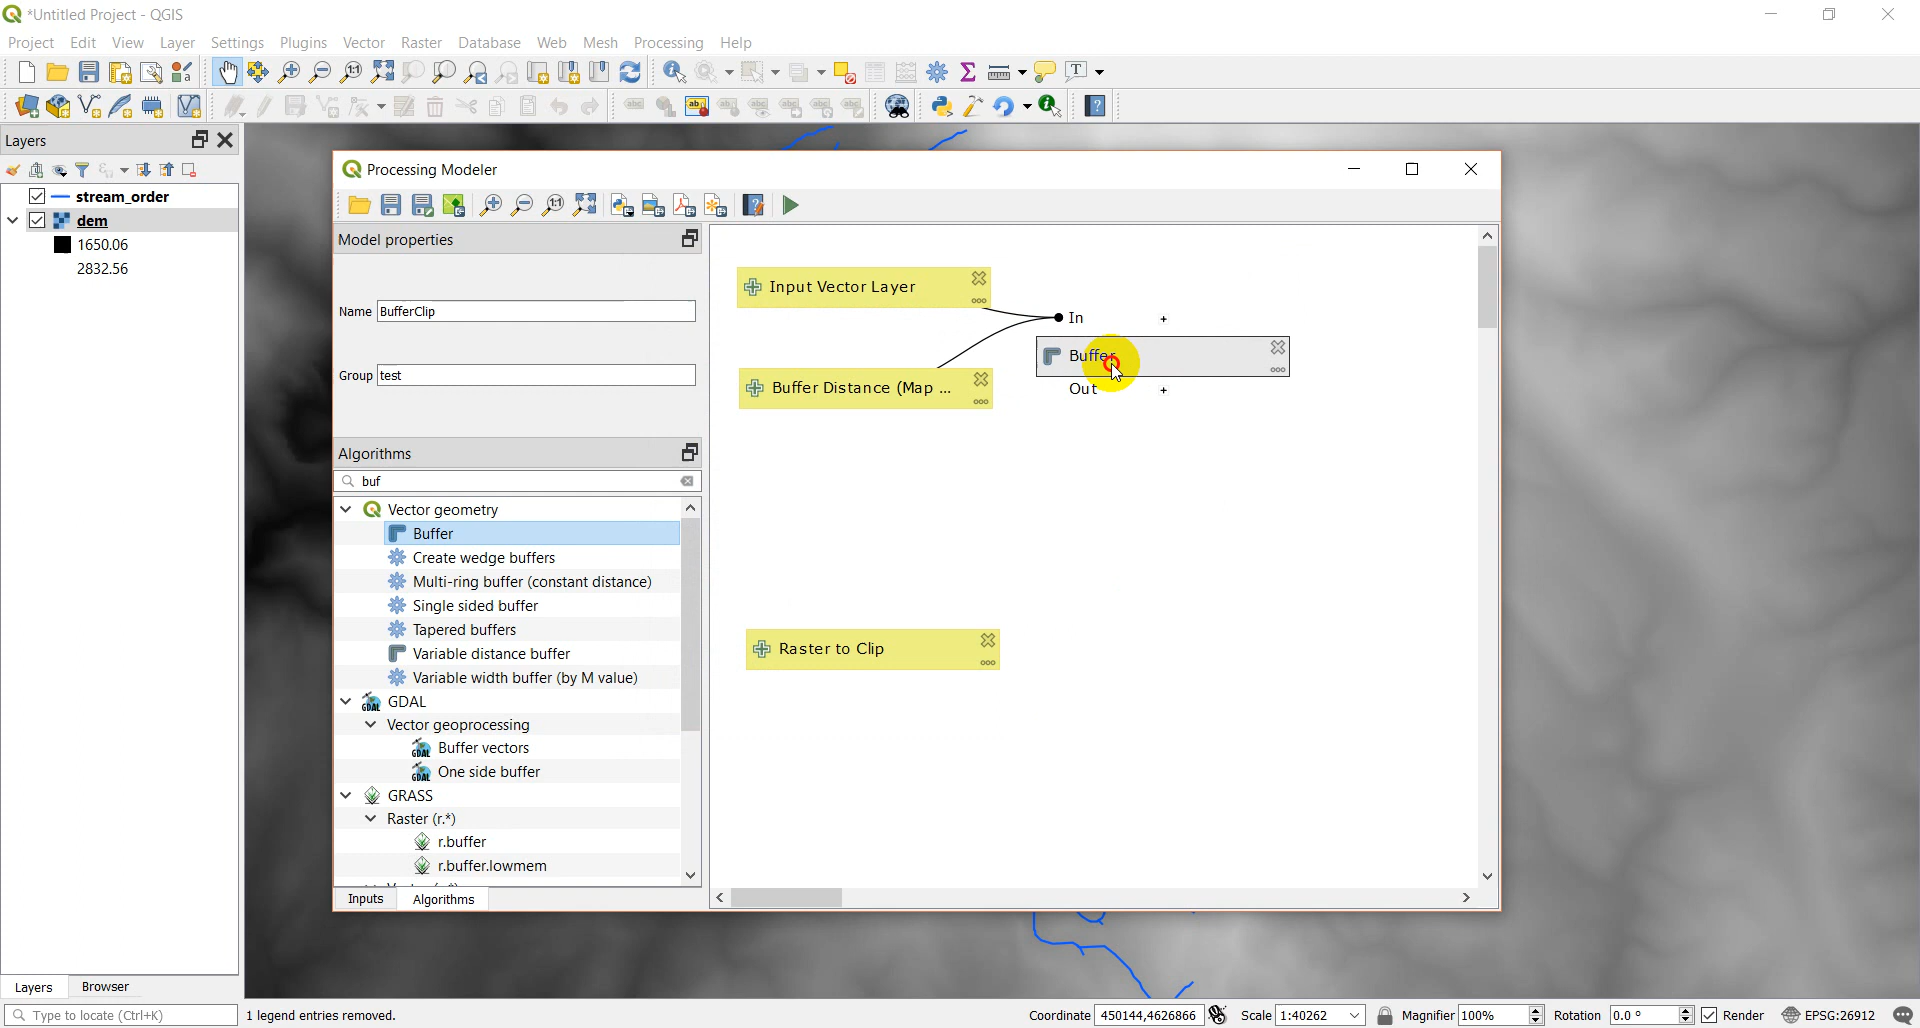 *Untitled Project - QGIS
Project Edit View Layer Settings Plugins Vector Raster Database Web Mesh Processing Help
Layers
stream_order
dem
1650.06
2832.56
Processing Modeler
Model properties
Name BufferClip
Group test
Algorithms
buf
Vector geometry
Buffer
Create wedge buffers
Multi-ring buffer (constant distance)
Single sided buffer
Tapered buffers
Variable distance buffer
Variable width buffer (by M value)
GDAL
Vector geoprocessing
Buffer vectors
One side buffer
GRASS
Raster (r.*)
r.buffer
r.buffer.lowmem
Inputs Algorithms
Input Vector Layer
In +
Buffer
Buffer Distance (Map ...
Out +
Raster to Clip
Layers Browser
Type to locate (Ctrl+K) 1 legend entries removed. Coordinate 450144,4626866 Scale 1:40262 Magnifier 100% Rotation 0.0 ° Render EPSG:26912